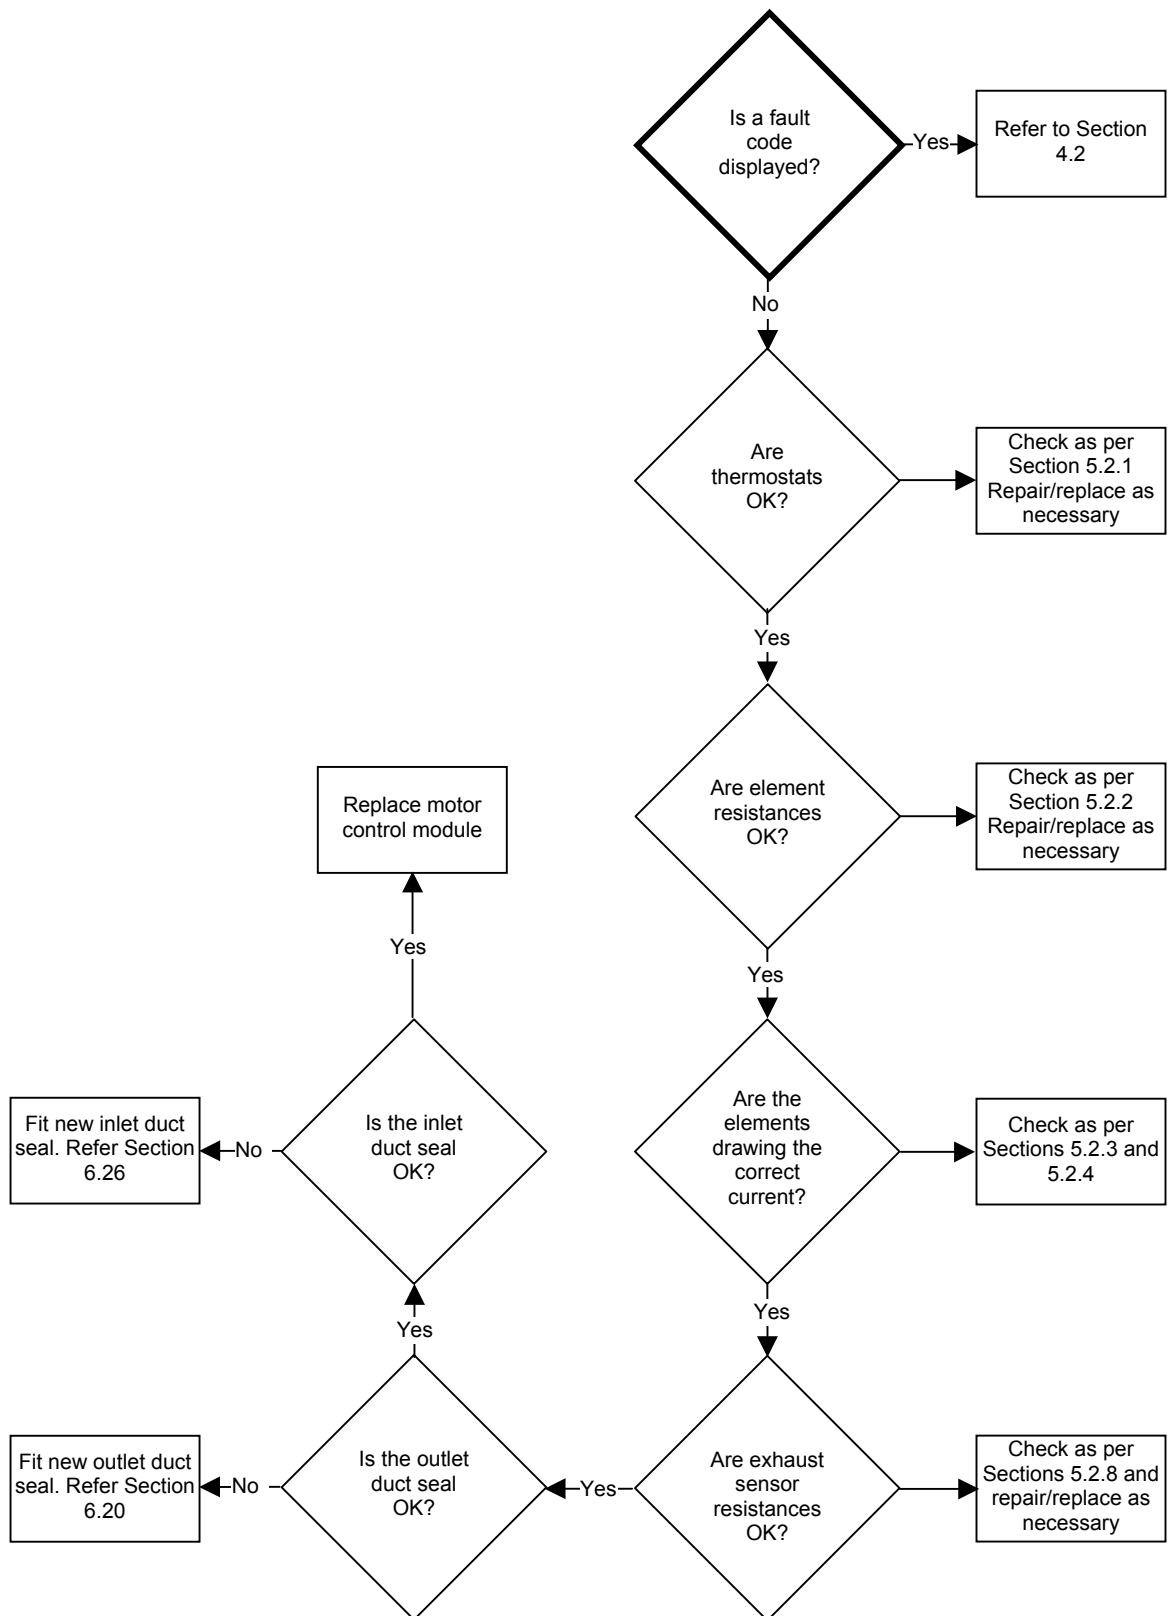 Is a fault
code
displayed?
Yes
Refer to Section
4.2
No
Are
thermostats
OK?
Check as per
Section 5.2.1
Repair/replace as
necessary
Yes
Are element
resistances
OK?
Check as per
Section 5.2.2
Repair/replace as
necessary
Yes
Are the
elements
drawing the
correct
current?
Check as per
Sections 5.2.3 and
5.2.4
Yes
Are exhaust
sensor
resistances
OK?
Check as per
Sections 5.2.8 and
repair/replace as
necessary
Yes
Is the outlet
duct seal
OK?
No
Fit new outlet duct
seal. Refer Section
6.20
Yes
Is the inlet
duct seal
OK?
No
Fit new inlet duct
seal. Refer Section
6.26
Yes
Replace motor
control module